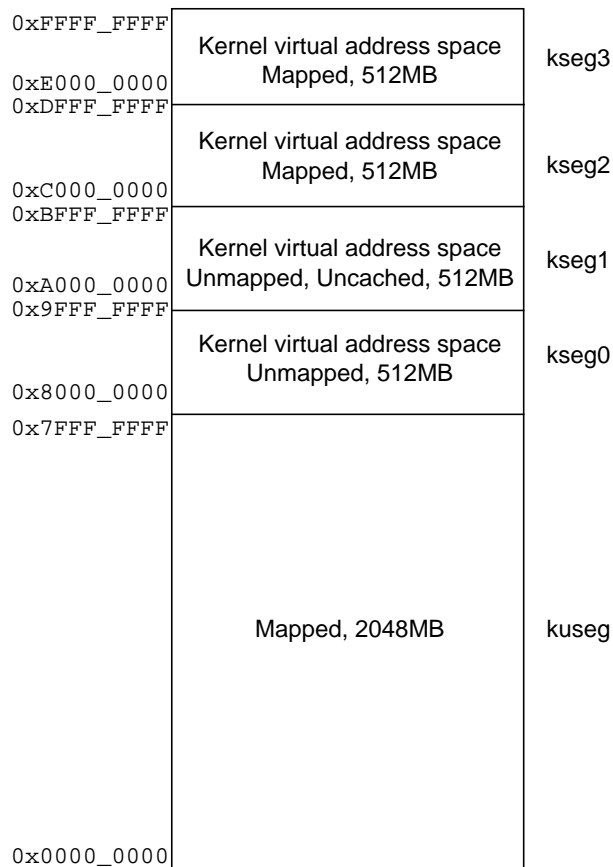 0xFFFF_FFFF
Kernel virtual address space
Mapped, 512MB
kseg3
0xE000_0000
0xDFFF_FFFF
Kernel virtual address space
Mapped, 512MB
kseg2
0xC000_0000
0xBFFF_FFFF
Kernel virtual address space
Unmapped, Uncached, 512MB
kseg1
0xA000_0000
0x9FFF_FFFF
Kernel virtual address space
Unmapped, 512MB
kseg0
0x8000_0000
0x7FFF_FFFF
Mapped, 2048MB
kuseg
0x0000_0000